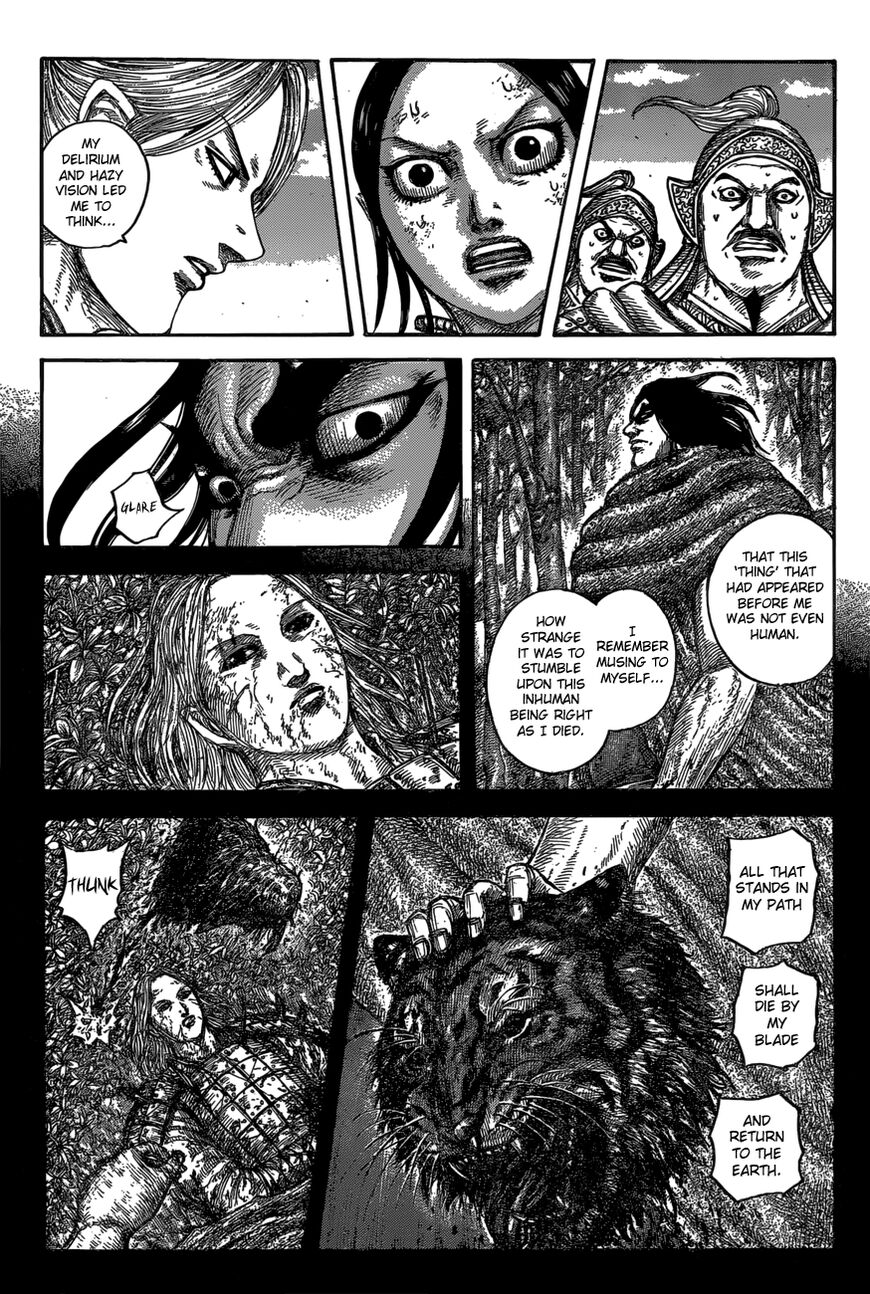 MY
DELIRIUM
AND HAZY
VISION LED
ME TO
THINK...
THAT THIS
'THING' THAT
HAD APPEARED
BEFORE ME
WAS NOT EVEN
HUMAN.
I
REMEMBER
MUSING TO
MYSELF...
HOW
STRANGE
IT WAS TO
STUMBLE
UPON THIS
INHUMAN
BEING RIGHT
AS I DIED.
GLARE
ALL THAT
STANDS IN
MY PATH
SHALL
DIE BY
MY
BLADE
AND
RETURN
TO THE
EARTH.
THUNK